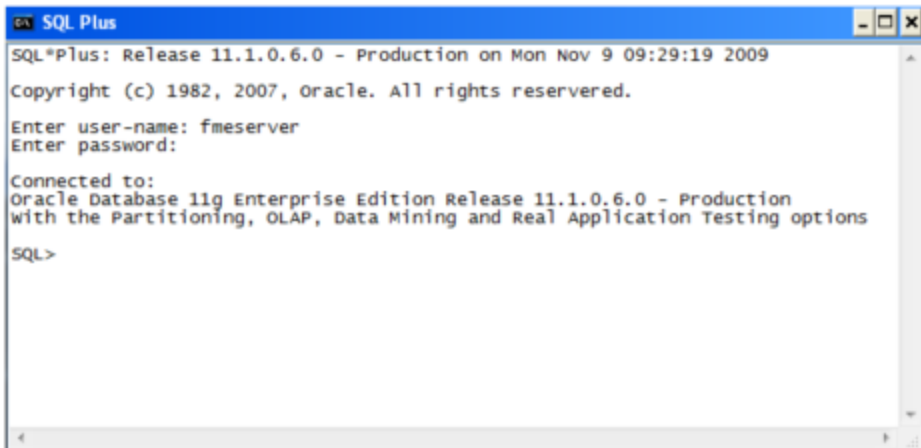 SQL Plus
SQL*Plus: Release 11.1.0.6.0 - Production on Mon Nov 9 09:29:19 2009
Copyright (c) 1982, 2007, Oracle. All rights reservered.
Enter user-name: fmeserver
Enter password:
Connected to:
Oracle Database 11g Enterprise Edition Release 11.1.0.6.0 - Production
With the Partitioning, OLAP, Data Mining and Real Application Testing options
SQL>